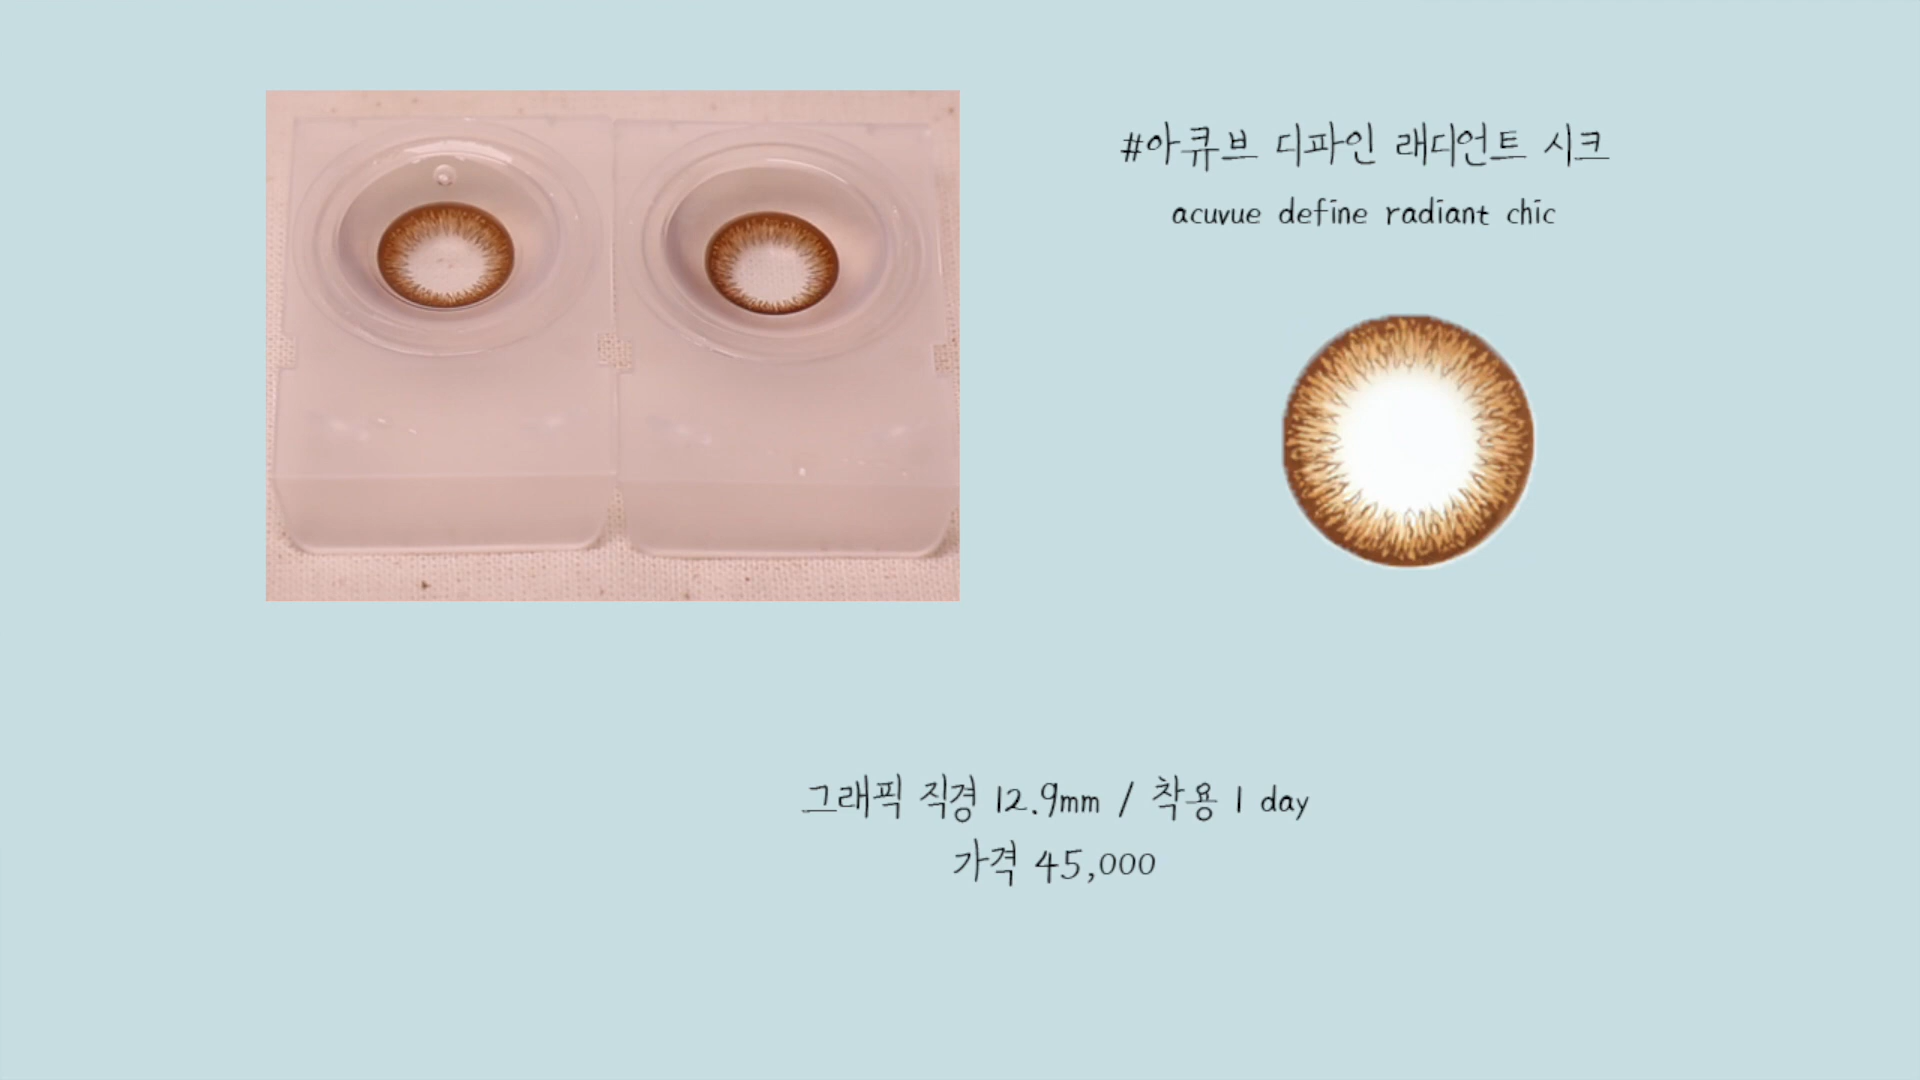 #아큐브 디파인 래디언트 시크
acuvue define radiant chic
그래픽 직경 12.9mm / 착용 1 day
가격 45,000